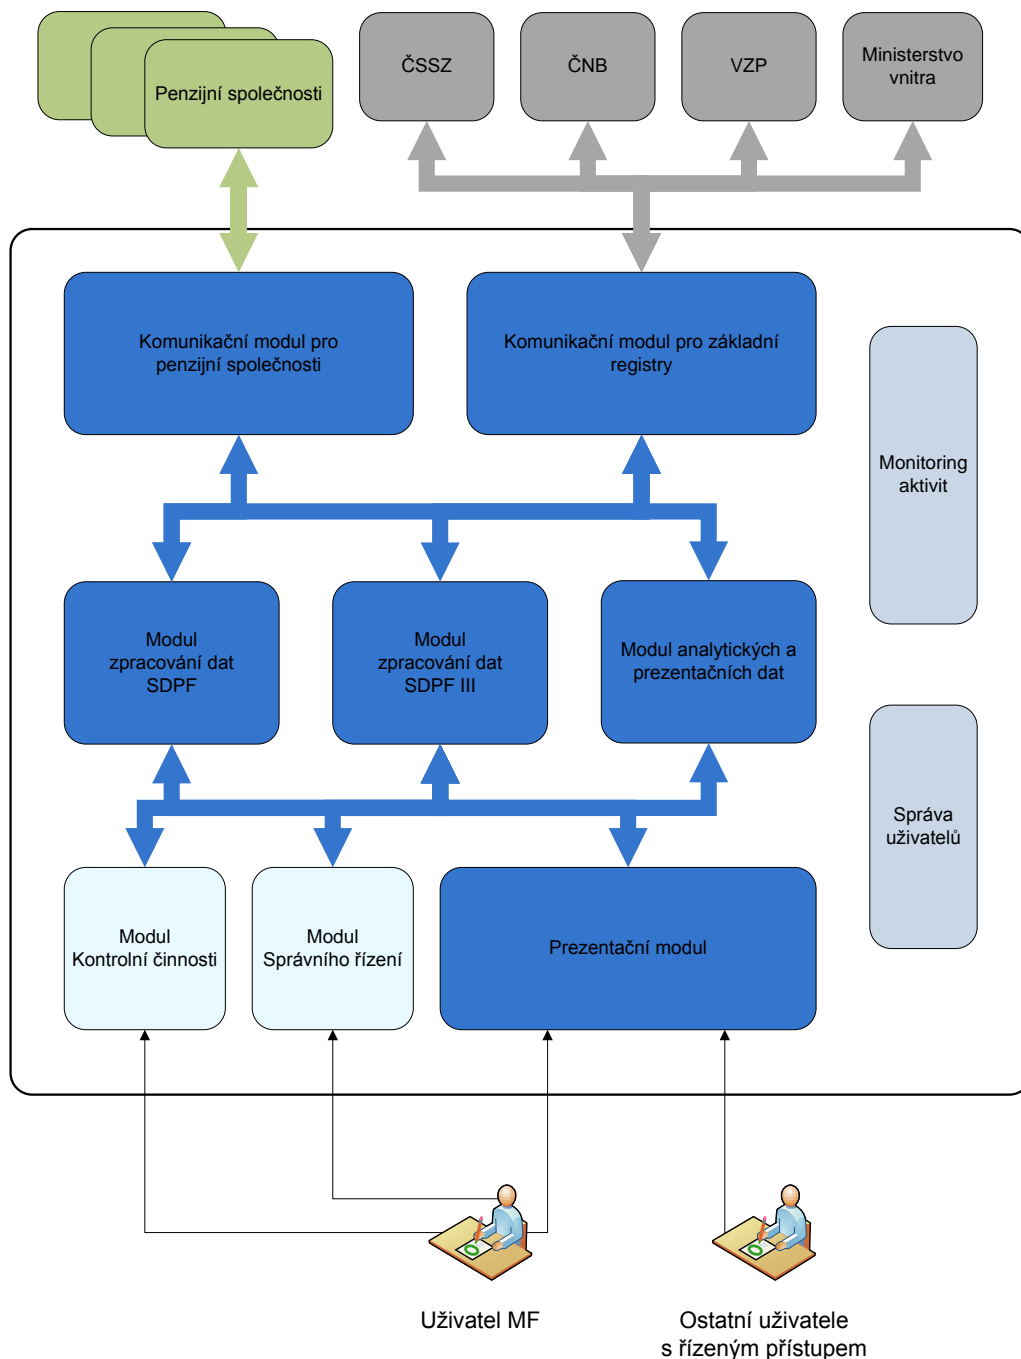 Penzijní společnosti
ČSSZ
ČNB
VZP
Ministerstvo
vnitra
Komunikační modul pro
penzijní společnosti
Komunikační modul pro základní
registry
Monitoring
aktivit
Modul
zpracování dat
SDPF
Modul
zpracování dat
SDPF III
Modul analytických a
prezentačních dat
Správa
uživatelů
Modul
Kontrolní činnosti
Modul
Správního řízení
Prezentační modul
Uživatel MF
Ostatní uživatele
s řízeným přístupem